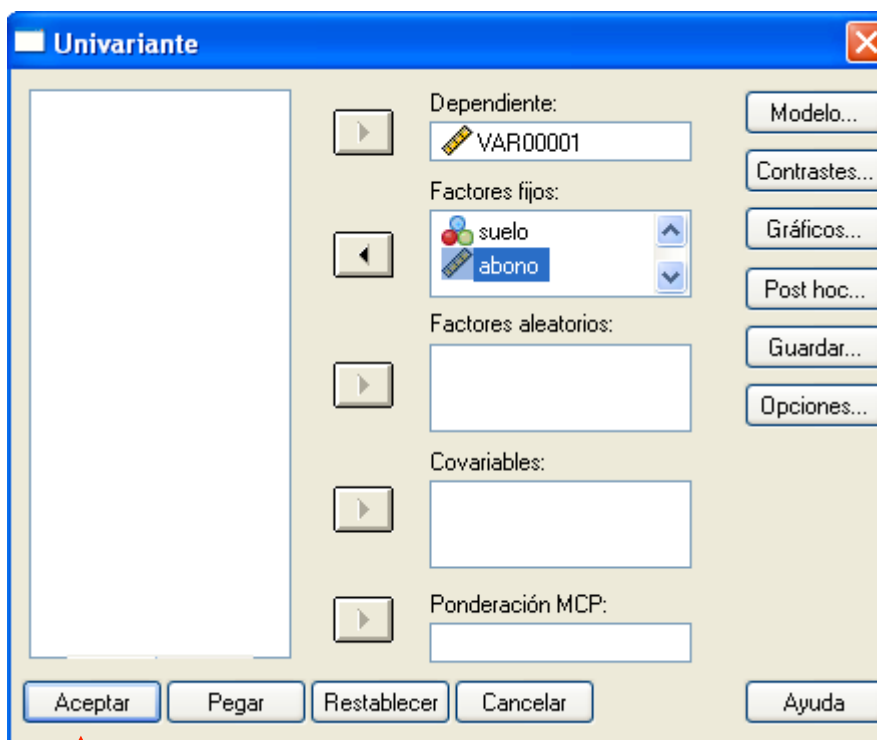 Univariante
Dependiente:
VAR00001
Factores fijos:
suelo
abono
Factores aleatorios:
Covariables:
Ponderación MCP:
Modelo...
Contrastes...
Gráficos...
Post hoc...
Guardar...
Opciones...
Aceptar
Pegar
Restablecer
Cancelar
Ayuda